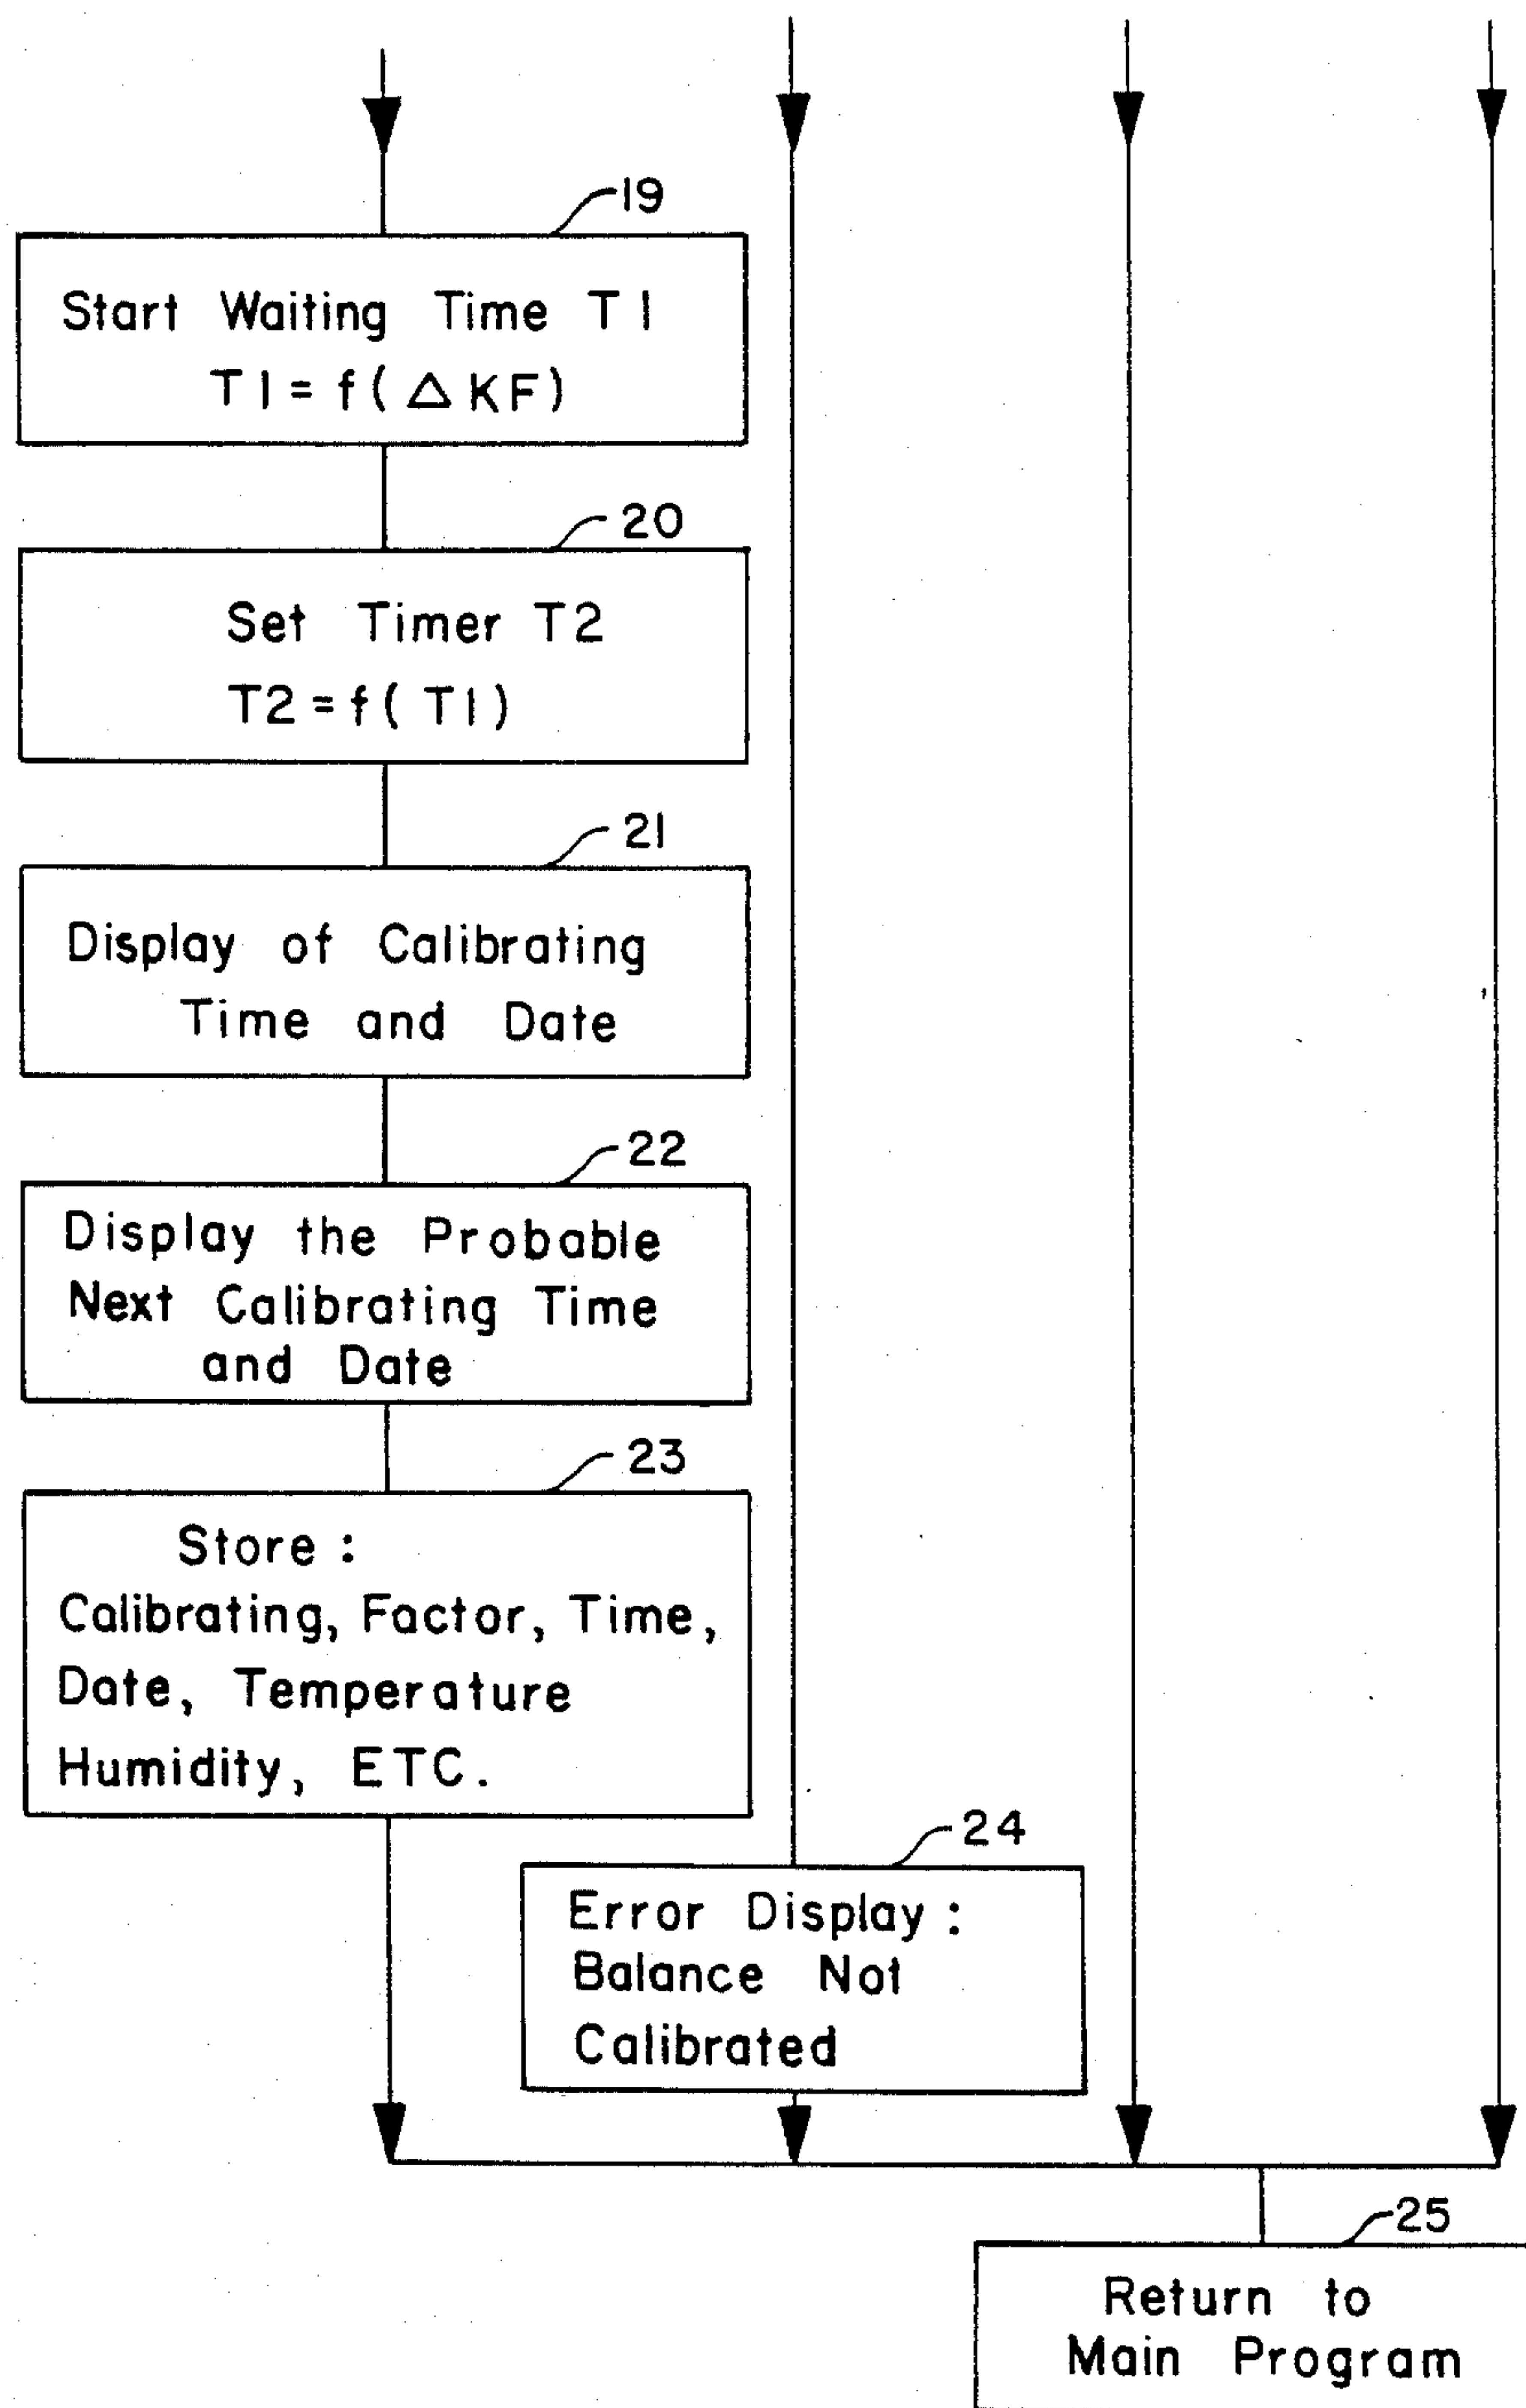 19
Start Waiting Time T1
T1 = f( △ KF)
20
Set Timer T2
T2 = f( T1)
21
Display of Calibrating
Time and Date
22
Display the Probable
Next Calibrating Time
and Date
23
Store :
Calibrating, Factor, Time,
Date, Temperature
Humidity, ETC.
24
Error Display :
Balance Not
Calibrated
25
Return to
Main Program